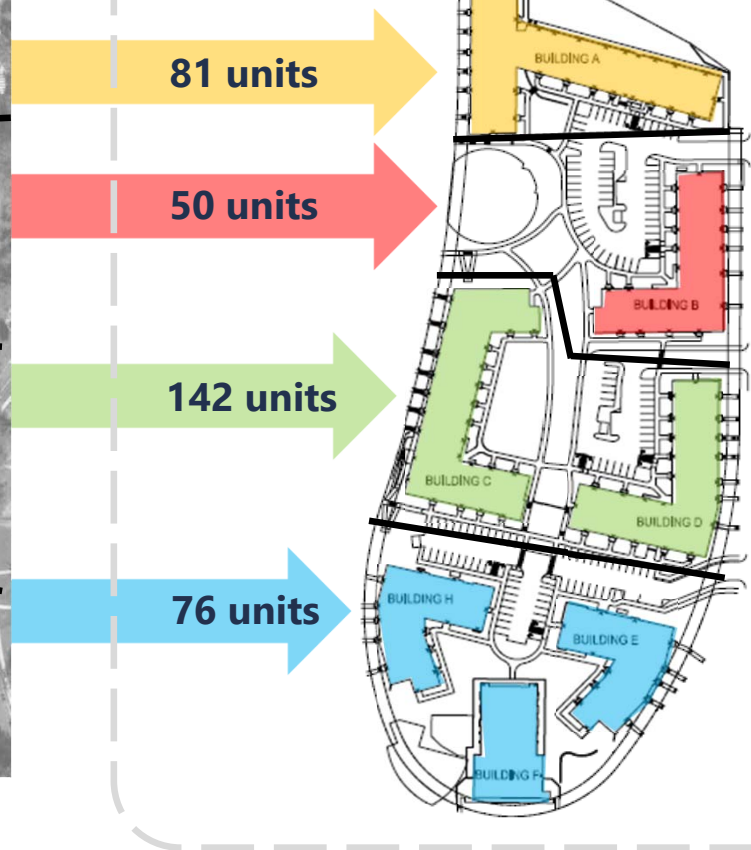 BUILDING A
81 units
50 units
BUILDING B
142 units
BUILDING C
BUILDING D
76 units
BUILDING H
BUILDING E
BUILDING F